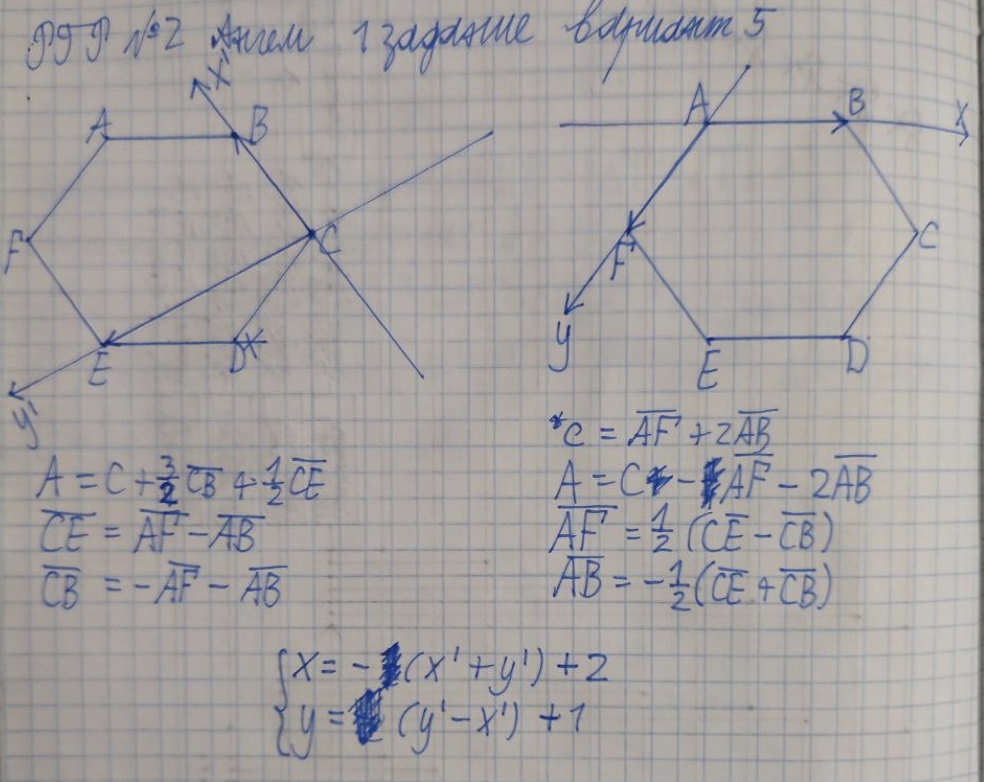 РГР №2 Ангем 1 задание вариант 5
X'
A B
F C
E D
y'
A B X
F C
y
E D
C = AF + 2AB
A = C + 3/2 CB + 1/2 CE
A = C - AF - 2AB
CE = AF - AB
AF = 1/2 (CE - CB)
CB = -AF - AB
AB = -1/2 (CE + CB)
{ x = - (x' + y') + 2
y = (y' - x') + 1